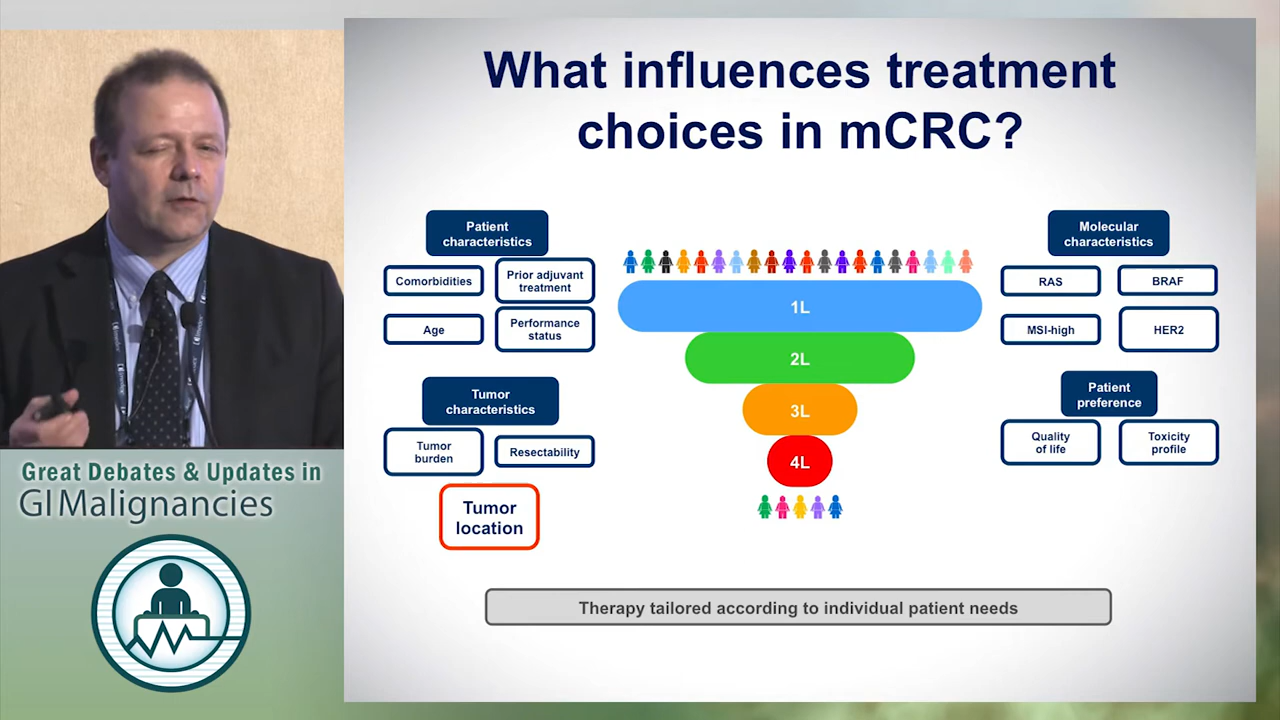 What influences treatment
choices in mCRC?
Patient
characteristics
Comorbidities
Prior adjuvant
treatment
Age
Performance
status
Tumor
characteristics
Tumor
burden
Resectability
Tumor
location
1L
2L
3L
4L
Molecular
characteristics
RAS
BRAF
MSI-high
HER2
Patient
preference
Quality
of life
Toxicity
profile
Therapy tailored according to individual patient needs
Great Debates & Updates in
GI Malignancies